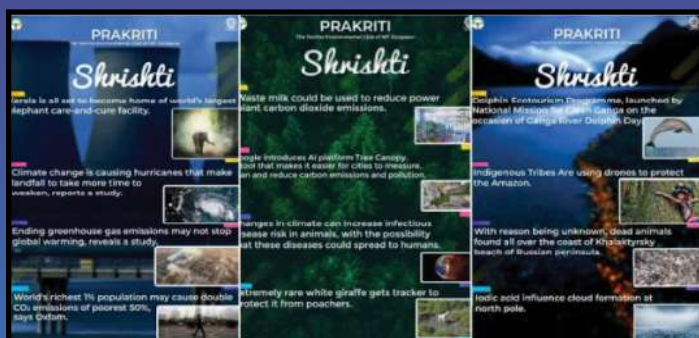 PRAKRITI
Shrishti
Kerala is all set to become home of world's largest
elephant care-and-cure facility.
Climate change is causing hurricanes that make
landfall to take more time to
weaken, reports a study.
Ending greenhouse gas emissions may not stop
global warming, reveals a study.
World's richest 1% population may cause double
CO₂ emissions of poorest 50%,
says Oxfam.
PRAKRITI
Shrishti
Waste milk could be used to reduce power
plant carbon dioxide emissions.
oogle introduces AI platform Tree Canopy,
tool that makes it easier for cities to measure,
an and reduce carbon emissions and pollution.
hanges in climate can increase infectious
isease risk in animals, with the possibility
at these diseases could spread to humans.
xtremely rare white giraffe gets tracker to
rotect it from poachers.
PRAKRITI
Shrishti
Dolphin Ecotourism Programme, launched by
National Mission for Clean Ganga on the
occasion of Ganga River Dolphin Day.
Indigenous Tribes Are using drones to protect
the Amazon.
With reason being unknown, dead animals
found all over the coast of Khalaktyrsky
beach of Russian peninsula.
Iodic acid influence cloud formation at
north pole.